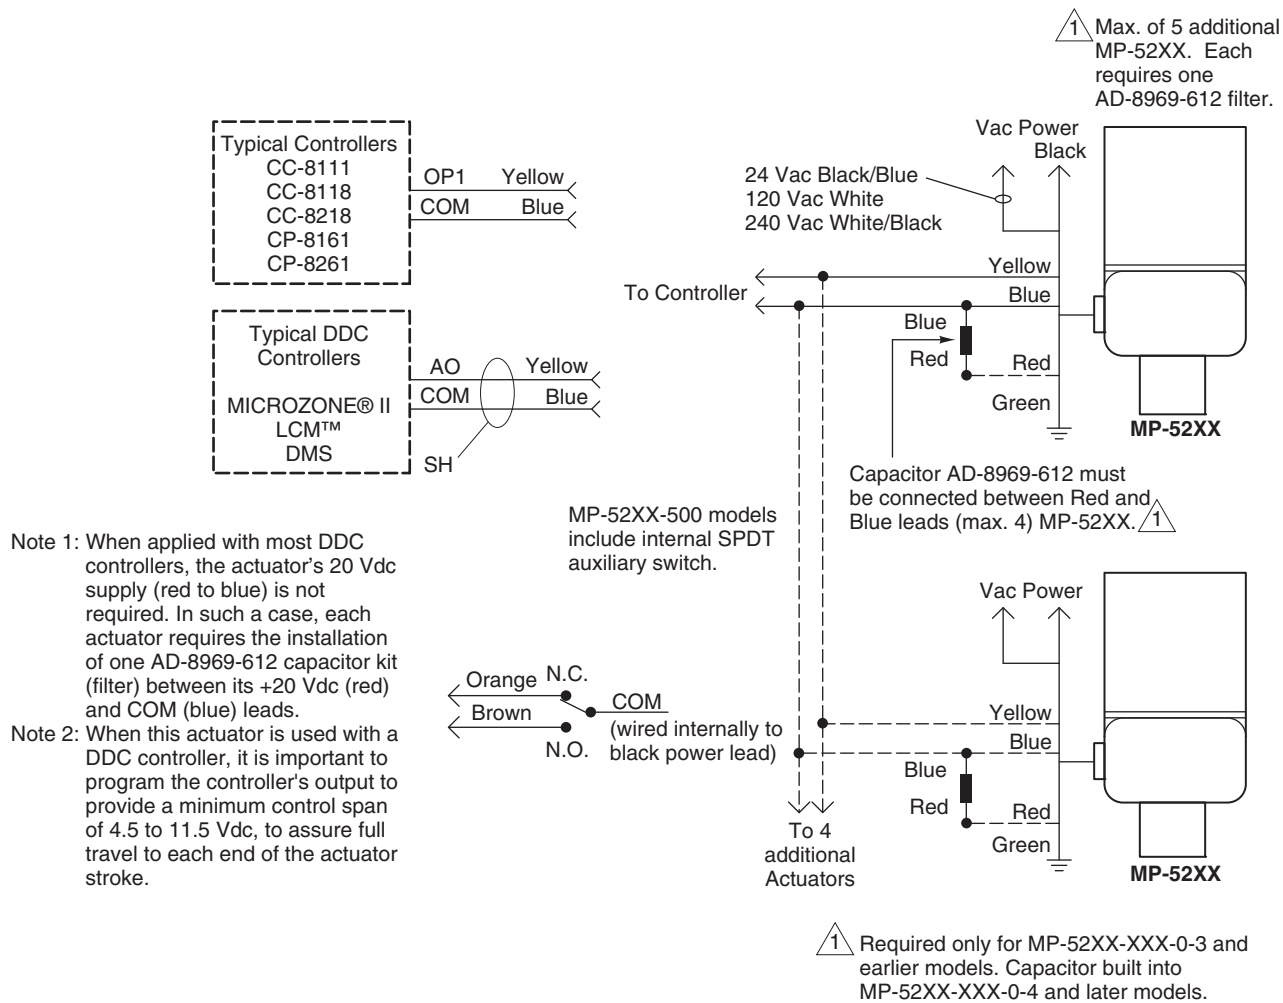 1 Max. of 5 additional
MP-52XX. Each
requires one
AD-8969-612 filter.
Typical Controllers
CC-8111
CC-8118
CC-8218
CP-8161
CP-8261
OP1 Yellow
COM Blue
Vac Power
Black
24 Vac Black/Blue
120 Vac White
240 Vac White/Black
To Controller
Yellow
Blue
Blue
Red
Red
Green
MP-52XX
Typical DDC
Controllers
MICROZONE® II
LCM™
DMS
AO Yellow
COM Blue
SH
Capacitor AD-8969-612 must
be connected between Red and
Blue leads (max. 4) MP-52XX. 1
MP-52XX-500 models
include internal SPDT
auxiliary switch.
Note 1: When applied with most DDC
controllers, the actuator's 20 Vdc
supply (red to blue) is not
required. In such a case, each
actuator requires the installation
of one AD-8969-612 capacitor kit
(filter) between its +20 Vdc (red)
and COM (blue) leads.
Note 2: When this actuator is used with a
DDC controller, it is important to
program the controller's output to
provide a minimum control span
of 4.5 to 11.5 Vdc, to assure full
travel to each end of the actuator
stroke.
Orange N.C.
Brown
N.O.
COM
(wired internally to
black power lead)
Vac Power
Yellow
Blue
Blue
Red
Red
Green
MP-52XX
To 4
additional
Actuators
1 Required only for MP-52XX-XXX-0-3 and
earlier models. Capacitor built into
MP-52XX-XXX-0-4 and later models.